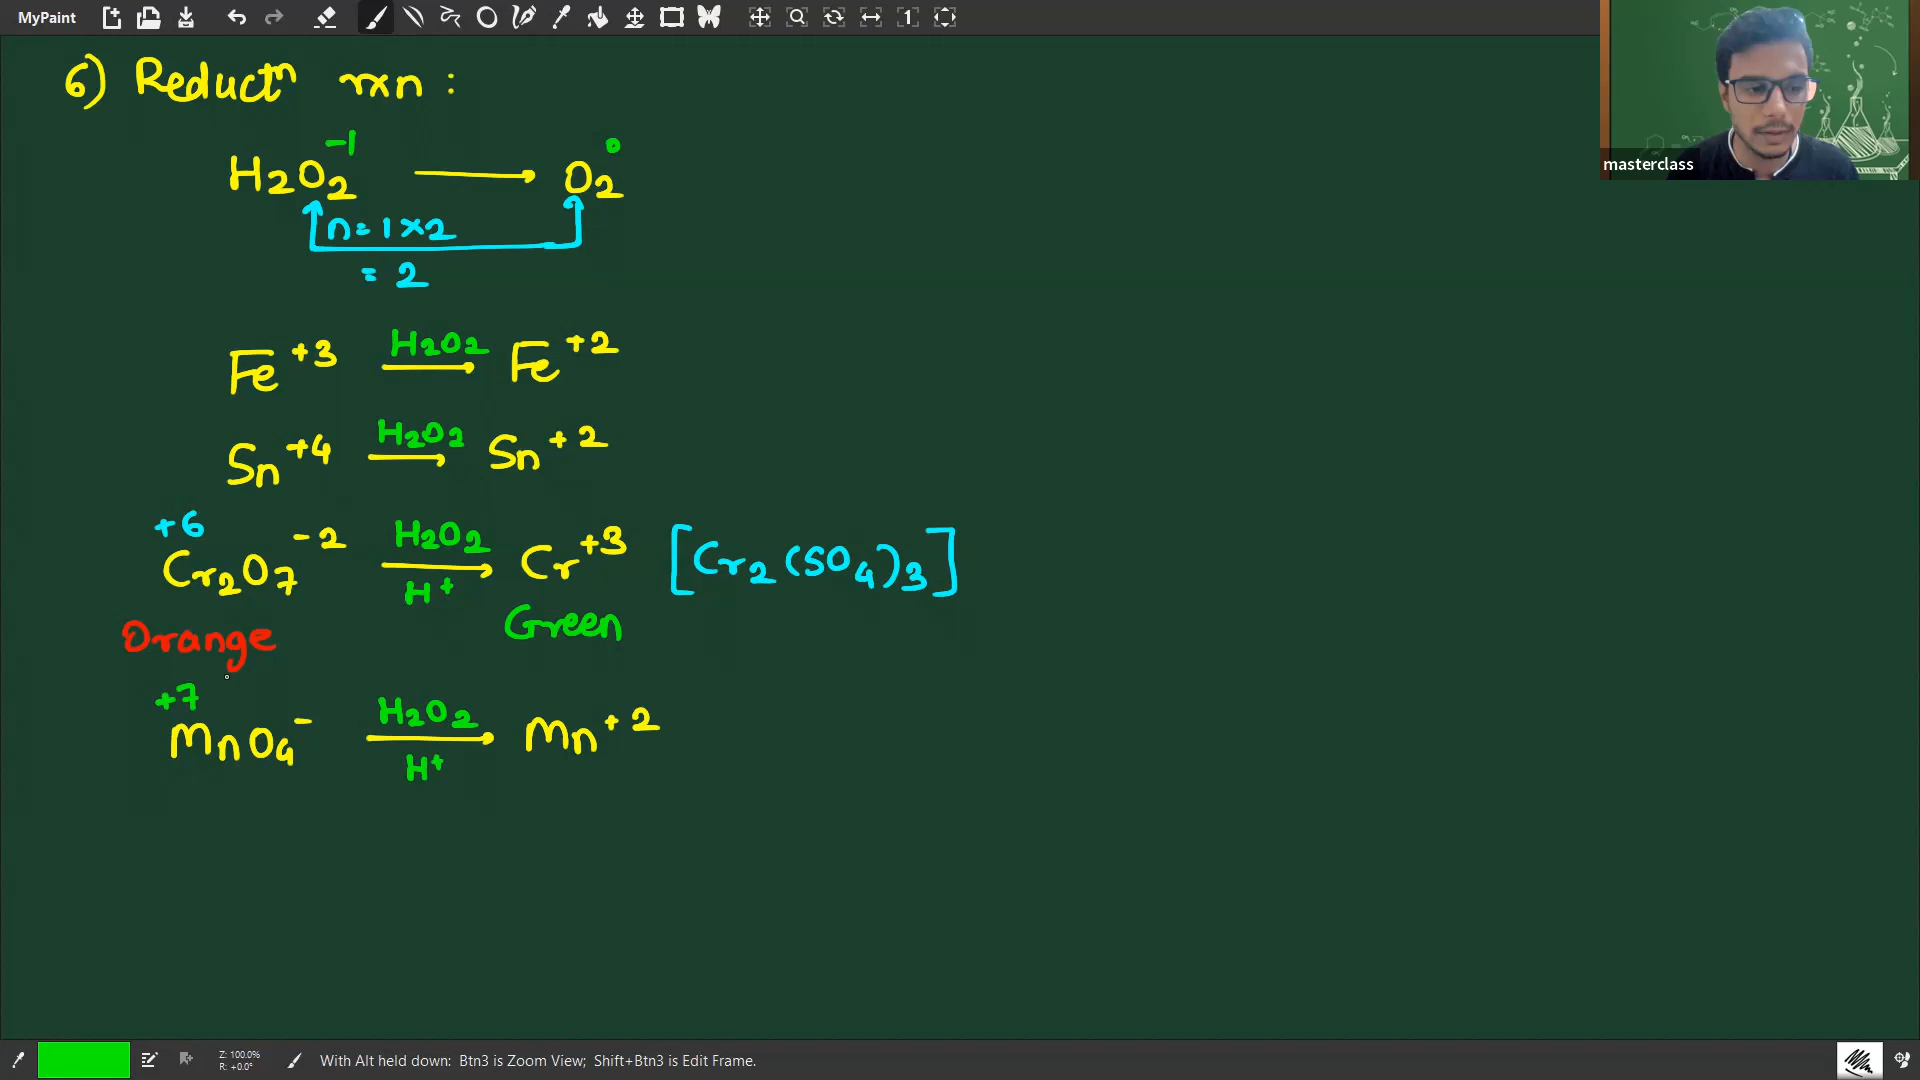 MyPaint
masterclass
6) Reductⁿ rxn :
H₂O₂⁻¹ → O₂⁰
n = 1 × 2
= 2
Fe⁺³ H₂O₂ → Fe⁺²
Sn⁺⁴ H₂O₂ → Sn⁺²
+6
Cr₂O₇⁻² H₂O₂ → H⁺ Cr⁺³ [Cr₂(SO₄)₃]
Orange Green
+7
MnO₄⁻ H₂O₂ → H⁺ Mn⁺²
Z: 100.0%
R: +0.0°
With Alt held down: Btn3 is Zoom View; Shift+Btn3 is Edit Frame.